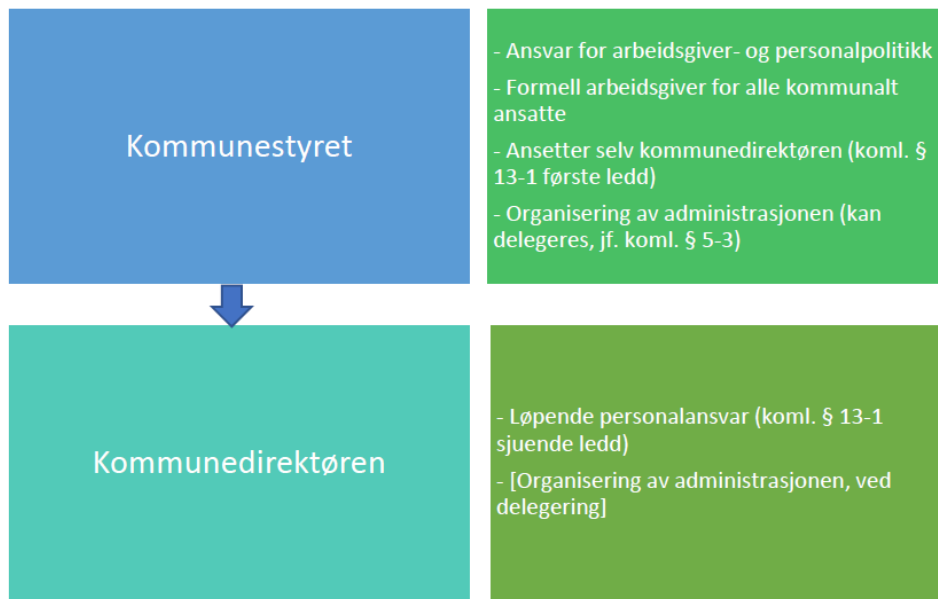 Kommunestyret
- Ansvar for arbeidsgiver- og personalpolitikk
- Formell arbeidsgiver for alle kommunalt
ansatte
- Ansetter selv kommunedirektøren (koml. §
13-1 første ledd)
- Organisering av administrasjonen (kan
delegeres, jf. koml. § 5-3)
Kommunedirektøren
- Løpende personalansvar (koml. § 13-1
sjuende ledd)
- [Organisering av administrasjonen, ved
delegering]